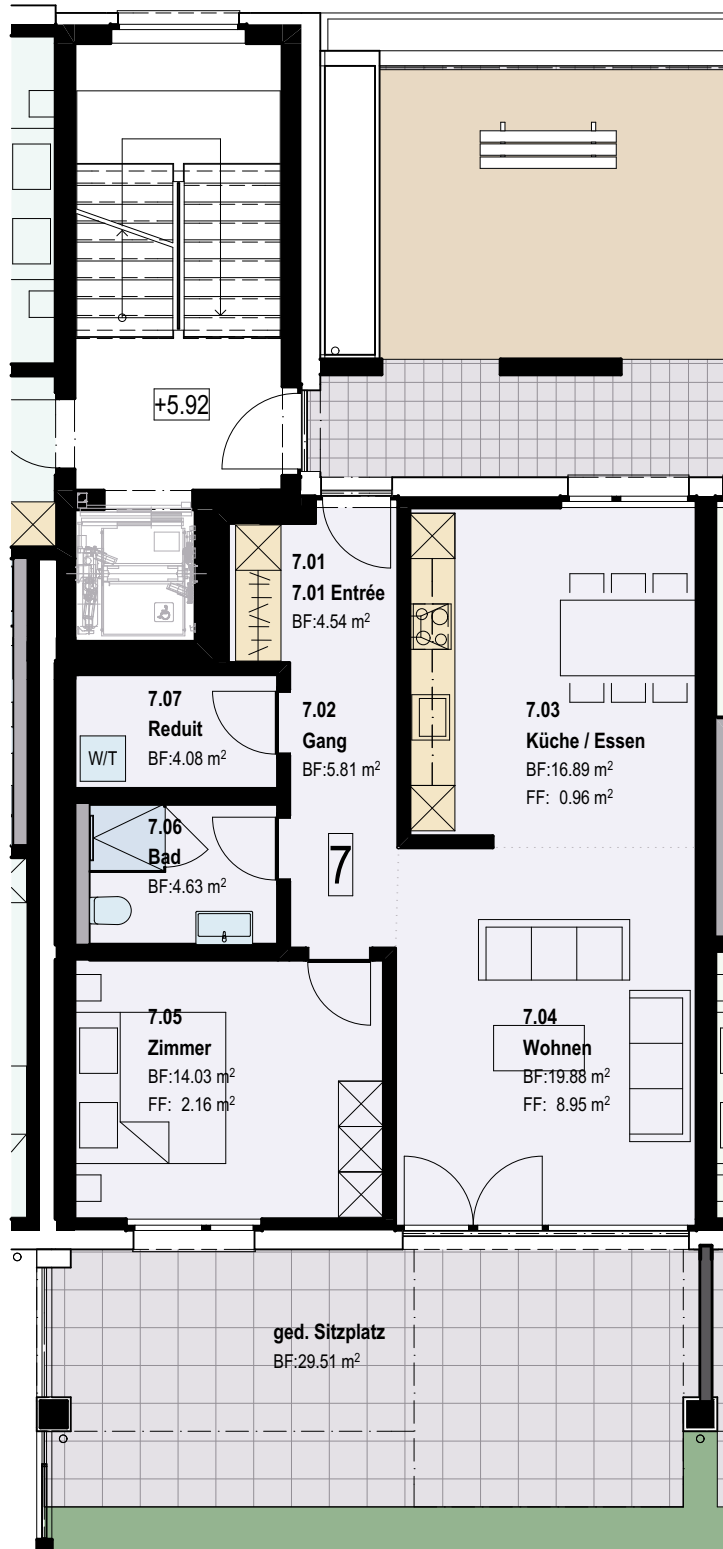 +5.92
7.01
7.01 Entrée
BF:4.54 m²
7.07
Reduit
BF:4.08 m²
W/T
7.02
Gang
BF:5.81 m²
7.03
Küche / Essen
BF:16.89 m²
FF: 0.96 m²
7.06
Bad
BF:4.63 m²
7
7.05
Zimmer
BF:14.03 m²
FF: 2.16 m²
7.04
Wohnen
BF:19.88 m²
FF: 8.95 m²
ged. Sitzplatz
BF:29.51 m²